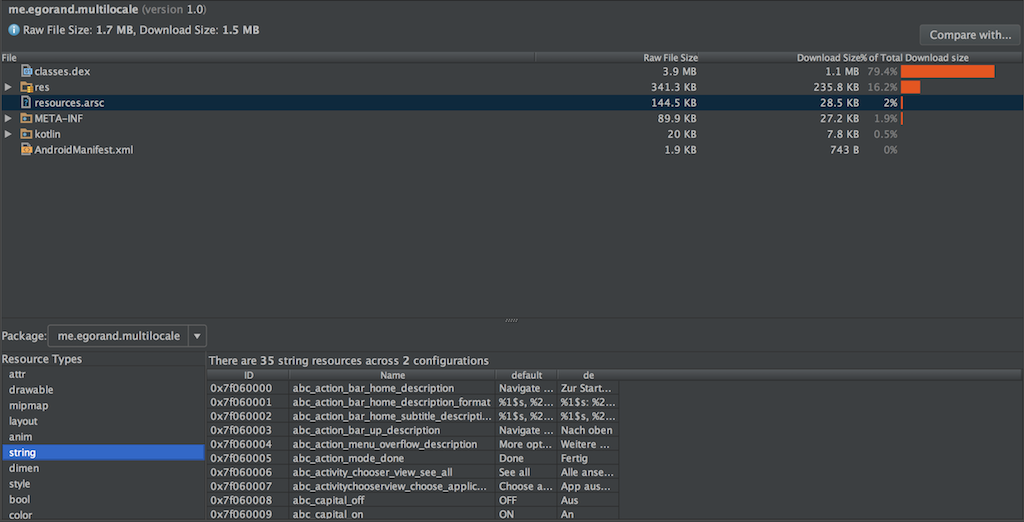 me.egorand.multilocale (version 1.0)
Raw File Size: 1.7 MB, Download Size: 1.5 MB
Compare with...
File Raw File Size Download Size % of Total Download size
classes.dex 3.9 MB 1.1 MB 79.4%
res 341.3 KB 235.8 KB 16.2%
resources.arsc 144.5 KB 28.5 KB 2%
META-INF 89.9 KB 27.2 KB 1.9%
kotlin 20 KB 7.8 KB 0.5%
AndroidManifest.xml 1.9 KB 743 B 0%
Package: me.egorand.multilocale
Resource Types
attr
drawable
mipmap
layout
anim
string
dimen
style
bool
color
There are 35 string resources across 2 configurations
ID Name default de
0x7f060000 abc_action_bar_home_description Navigate ... Zur Start...
0x7f060001 abc_action_bar_home_description_format %1$s, %2... %1$s: %2...
0x7f060002 abc_action_bar_home_subtitle_descripti... %1$s, %2... %1$s, %2...
0x7f060003 abc_action_bar_up_description Navigate ... Nach oben
0x7f060004 abc_action_menu_overflow_description More opt... Weitere ...
0x7f060005 abc_action_mode_done Done Fertig
0x7f060006 abc_activity_chooser_view_see_all See all Alle anse...
0x7f060007 abc_activitychooserview_choose_applic... Choose a... App aus...
0x7f060008 abc_capital_off OFF Aus
0x7f060009 abc_capital_on ON An